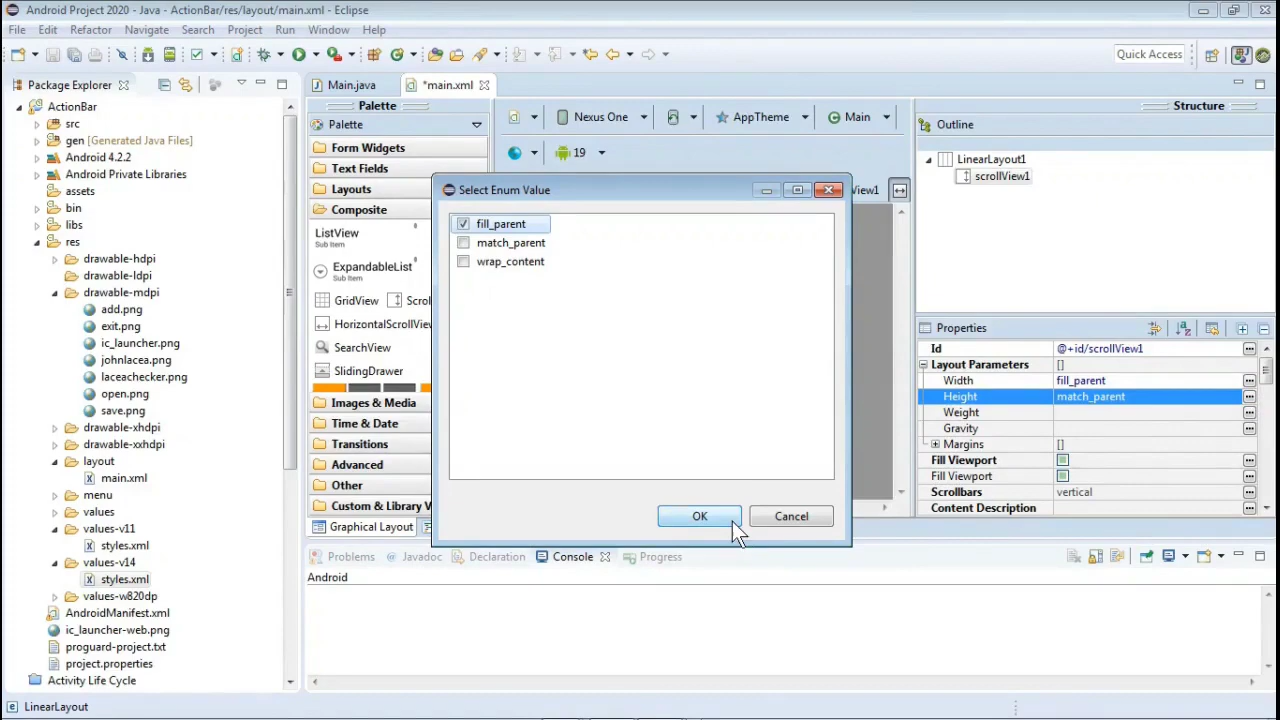 Android Project 2020 - Java - ActionBar/res/layout/main.xml - Eclipse
File Edit Refactor Navigate Search Project Run Window Help
Quick Access
Package Explorer
ActionBar
src
gen [Generated Java Files]
Android 4.2.2
Android Private Libraries
assets
bin
libs
res
drawable-hdpi
drawable-ldpi
drawable-mdpi
add.png
exit.png
ic_launcher.png
johnlacea.png
laceachecker.png
open.png
save.png
drawable-xhdpi
drawable-xxhdpi
layout
main.xml
menu
values
values-v11
styles.xml
values-v14
styles.xml
values-w820dp
AndroidManifest.xml
ic_launcher-web.png
proguard-project.txt
project.properties
Activity Life Cycle
Main.java *main.xml
Palette
Palette
Form Widgets
Text Fields
Layouts
Composite
ListView
Sub Item
ExpandableList
Sub Item
GridView Scro
HorizontalScrollView
SearchView
SlidingDrawer
Images & Media
Time & Date
Transitions
Advanced
Other
Custom & Library V
Graphical Layout
Nexus One AppTheme Main
19
View1
Select Enum Value
fill_parent
match_parent
wrap_content
OK Cancel
Structure
Outline
LinearLayout1
scrollView1
Properties
Id @+id/scrollView1
Layout Parameters []
Width fill_parent
Height match_parent
Weight
Gravity
Margins []
Fill Viewport
Fill Viewport
Scrollbars vertical
Content Description
Problems Javadoc Declaration Console Progress
Android
LinearLayout